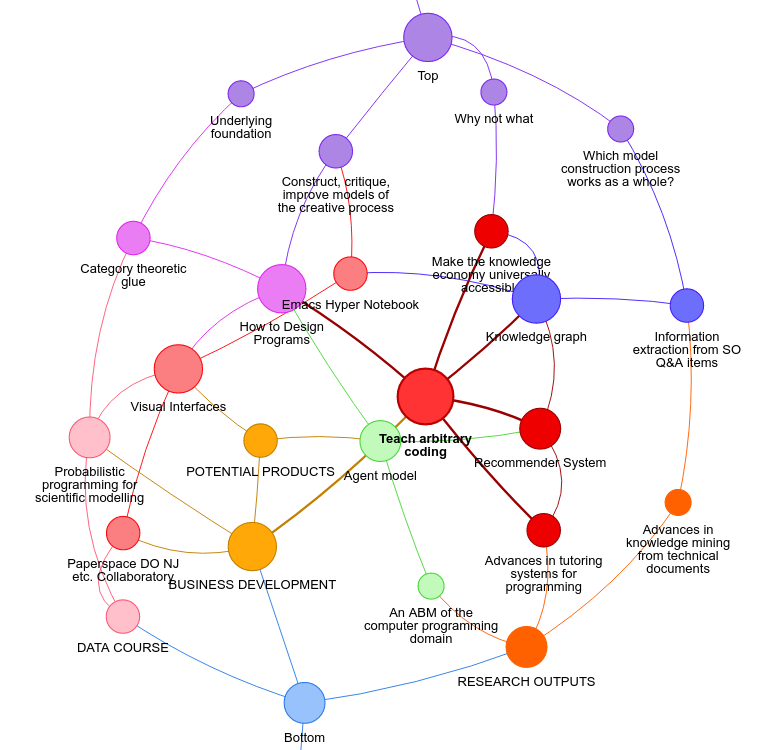 Top
Underlying
foundation
Why not what
Which model
construction process
works as a whole?
Construct, critique,
improve models of
the creative process
Category theoretic
glue
Make the knowledge
economy universally
accessibl
Emacs Hyper Notebook
How to Design
Programs
Knowledge graph
Information
extraction from SO
Q&A items
Visual Interfaces
Teach arbitrary
coding
Recommender System
Probabilistic
programming for
scientific modelling
POTENTIAL PRODUCTS
Agent model
Advances in
knowledge mining
from technical
documents
Paperspace DO NJ
etc. Collaboratory
BUSINESS DEVELOPMENT
Advances in tutoring
systems for
programming
An ABM of the
computer programming
domain
DATA COURSE
RESEARCH OUTPUTS
Bottom